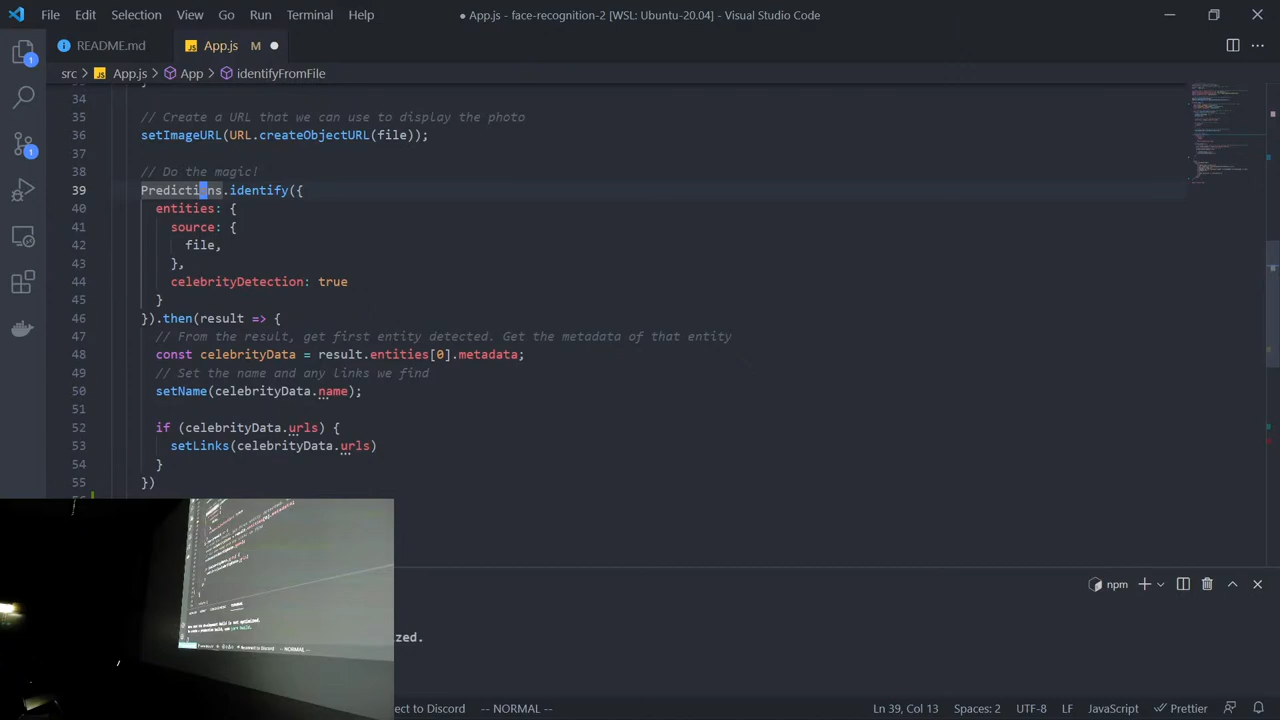 File Edit Selection View Go Run Terminal Help
● App.js - face-recognition-2 [WSL: Ubuntu-20.04] - Visual Studio Code
README.md
App.js M
src > App.js > App > identifyFromFile
34
35 // Create a URL that we can use to display the photo
36 setImageURL(URL.createObjectURL(file));
37
38 // Do the magic!
39 Predictions.identify({
40 entities: {
41 source: {
42 file,
43 },
44 celebrityDetection: true
45 }
46 }).then(result => {
47 // From the result, get first entity detected. Get the metadata of that entity
48 const celebrityData = result.entities[0].metadata;
49 // Set the name and any links we find
50 setName(celebrityData.name);
51
52 if (celebrityData.urls) {
53 setLinks(celebrityData.urls)
54 }
55 })
1
1
npm
zed.
ect to Discord -- NORMAL --
Ln 39, Col 13 Spaces: 2 UTF-8 LF JavaScript Prettier